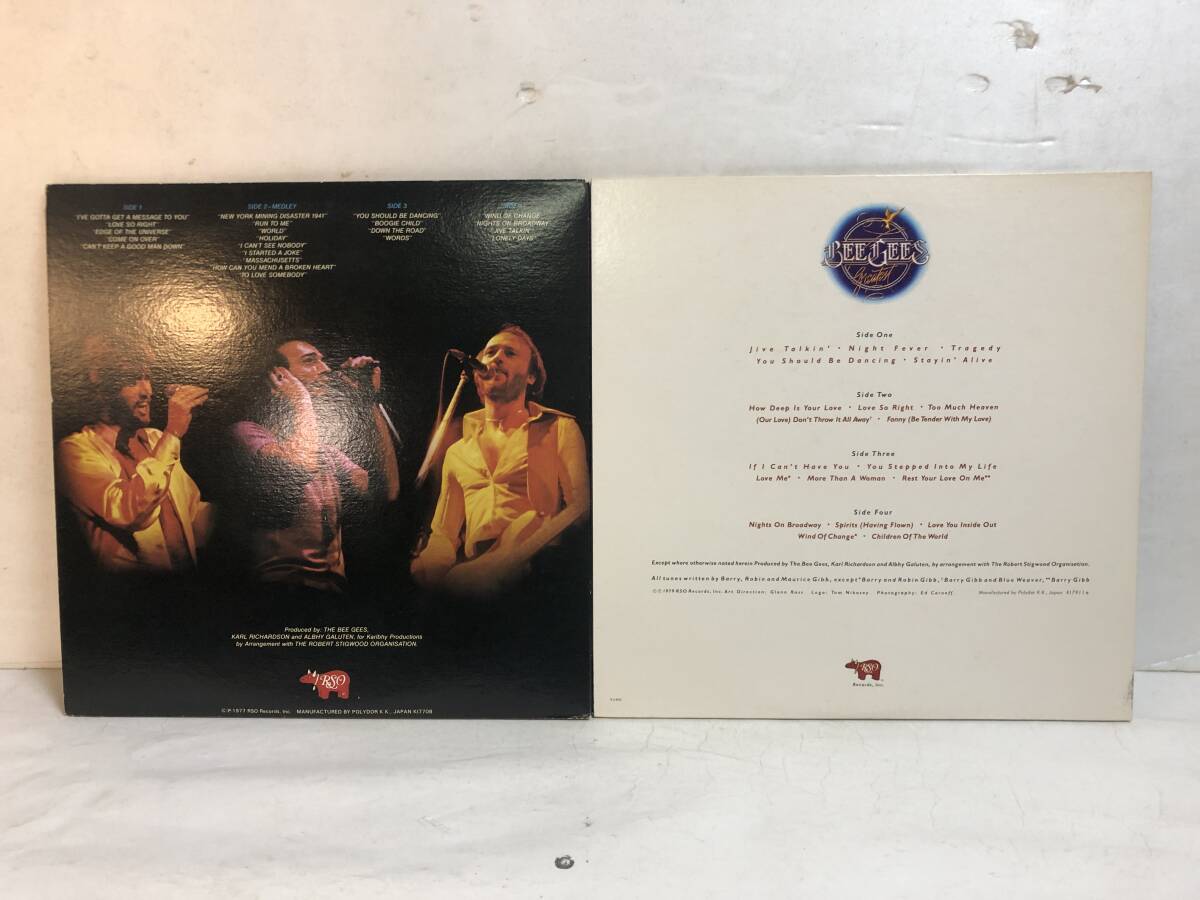 SIDE 1
"I'VE GOTTA GET A MESSAGE TO YOU"
"LOVE SO RIGHT"
"EDGE OF THE UNIVERSE"
"COME ON OVER"
"CAN'T KEEP A GOOD MAN DOWN"
SIDE 2–MEDLEY
"NEW YORK MINING DISASTER 1941"
"RUN TO ME"
"WORLD"
"HOLIDAY"
"I CAN'T SEE NOBODY"
"I STARTED A JOKE"
"MASSACHUSETTS"
"HOW CAN YOU MEND A BROKEN HEART"
"TO LOVE SOMEBODY"
SIDE 3
"YOU SHOULD BE DANCING"
"BOOGIE CHILD"
"DOWN THE ROAD"
"WORDS"
"WIND OF CHANGE"
"NIGHTS ON BROADWAY"
"JIVE TALKIN'"
"LONELY DAYS"
Produced by: THE BEE GEES,
KARL RICHARDSON and ALBHY GALUTEN, for Karlbhy Productions
by Arrangement with THE ROBERT STIGWOOD ORGANISATION.
RSO
©/P 1977 RSO Records, Inc. MANUFACTURED BY POLYDOR K.K., JAPAN KI7708
BEE GEES
Greatest
Side One
Jive Talkin' • Night Fever • Tragedy
You Should Be Dancing • Stayin' Alive
Side Two
How Deep Is Your Love • Love So Right • Too Much Heaven
(Our Love) Don't Throw It All Away† • Fanny (Be Tender With My Love)
Side Three
If I Can't Have You • You Stepped Into My Life
Love Me* • More Than A Woman • Rest Your Love On Me**
Side Four
Nights On Broadway • Spirits (Having Flown) • Love You Inside Out
Wind Of Change* • Children Of The World
Except where otherwise noted herein Produced by The Bee Gees, Karl Richardson and Albhy Galuten, by arrangement with The Robert Stigwood Organisation.
All tunes written by Barry, Robin and Maurice Gibb, except *Barry and Robin Gibb, †Barry Gibb and Blue Weaver, **Barry Gibb
℗© 1979 RSO Records, Inc. Art Direction: Glenn Ross Logo: Tom Nikosey Photography: Ed Caraeff Manufactured by Polydor K.K., Japan
RSO
Records, Inc.